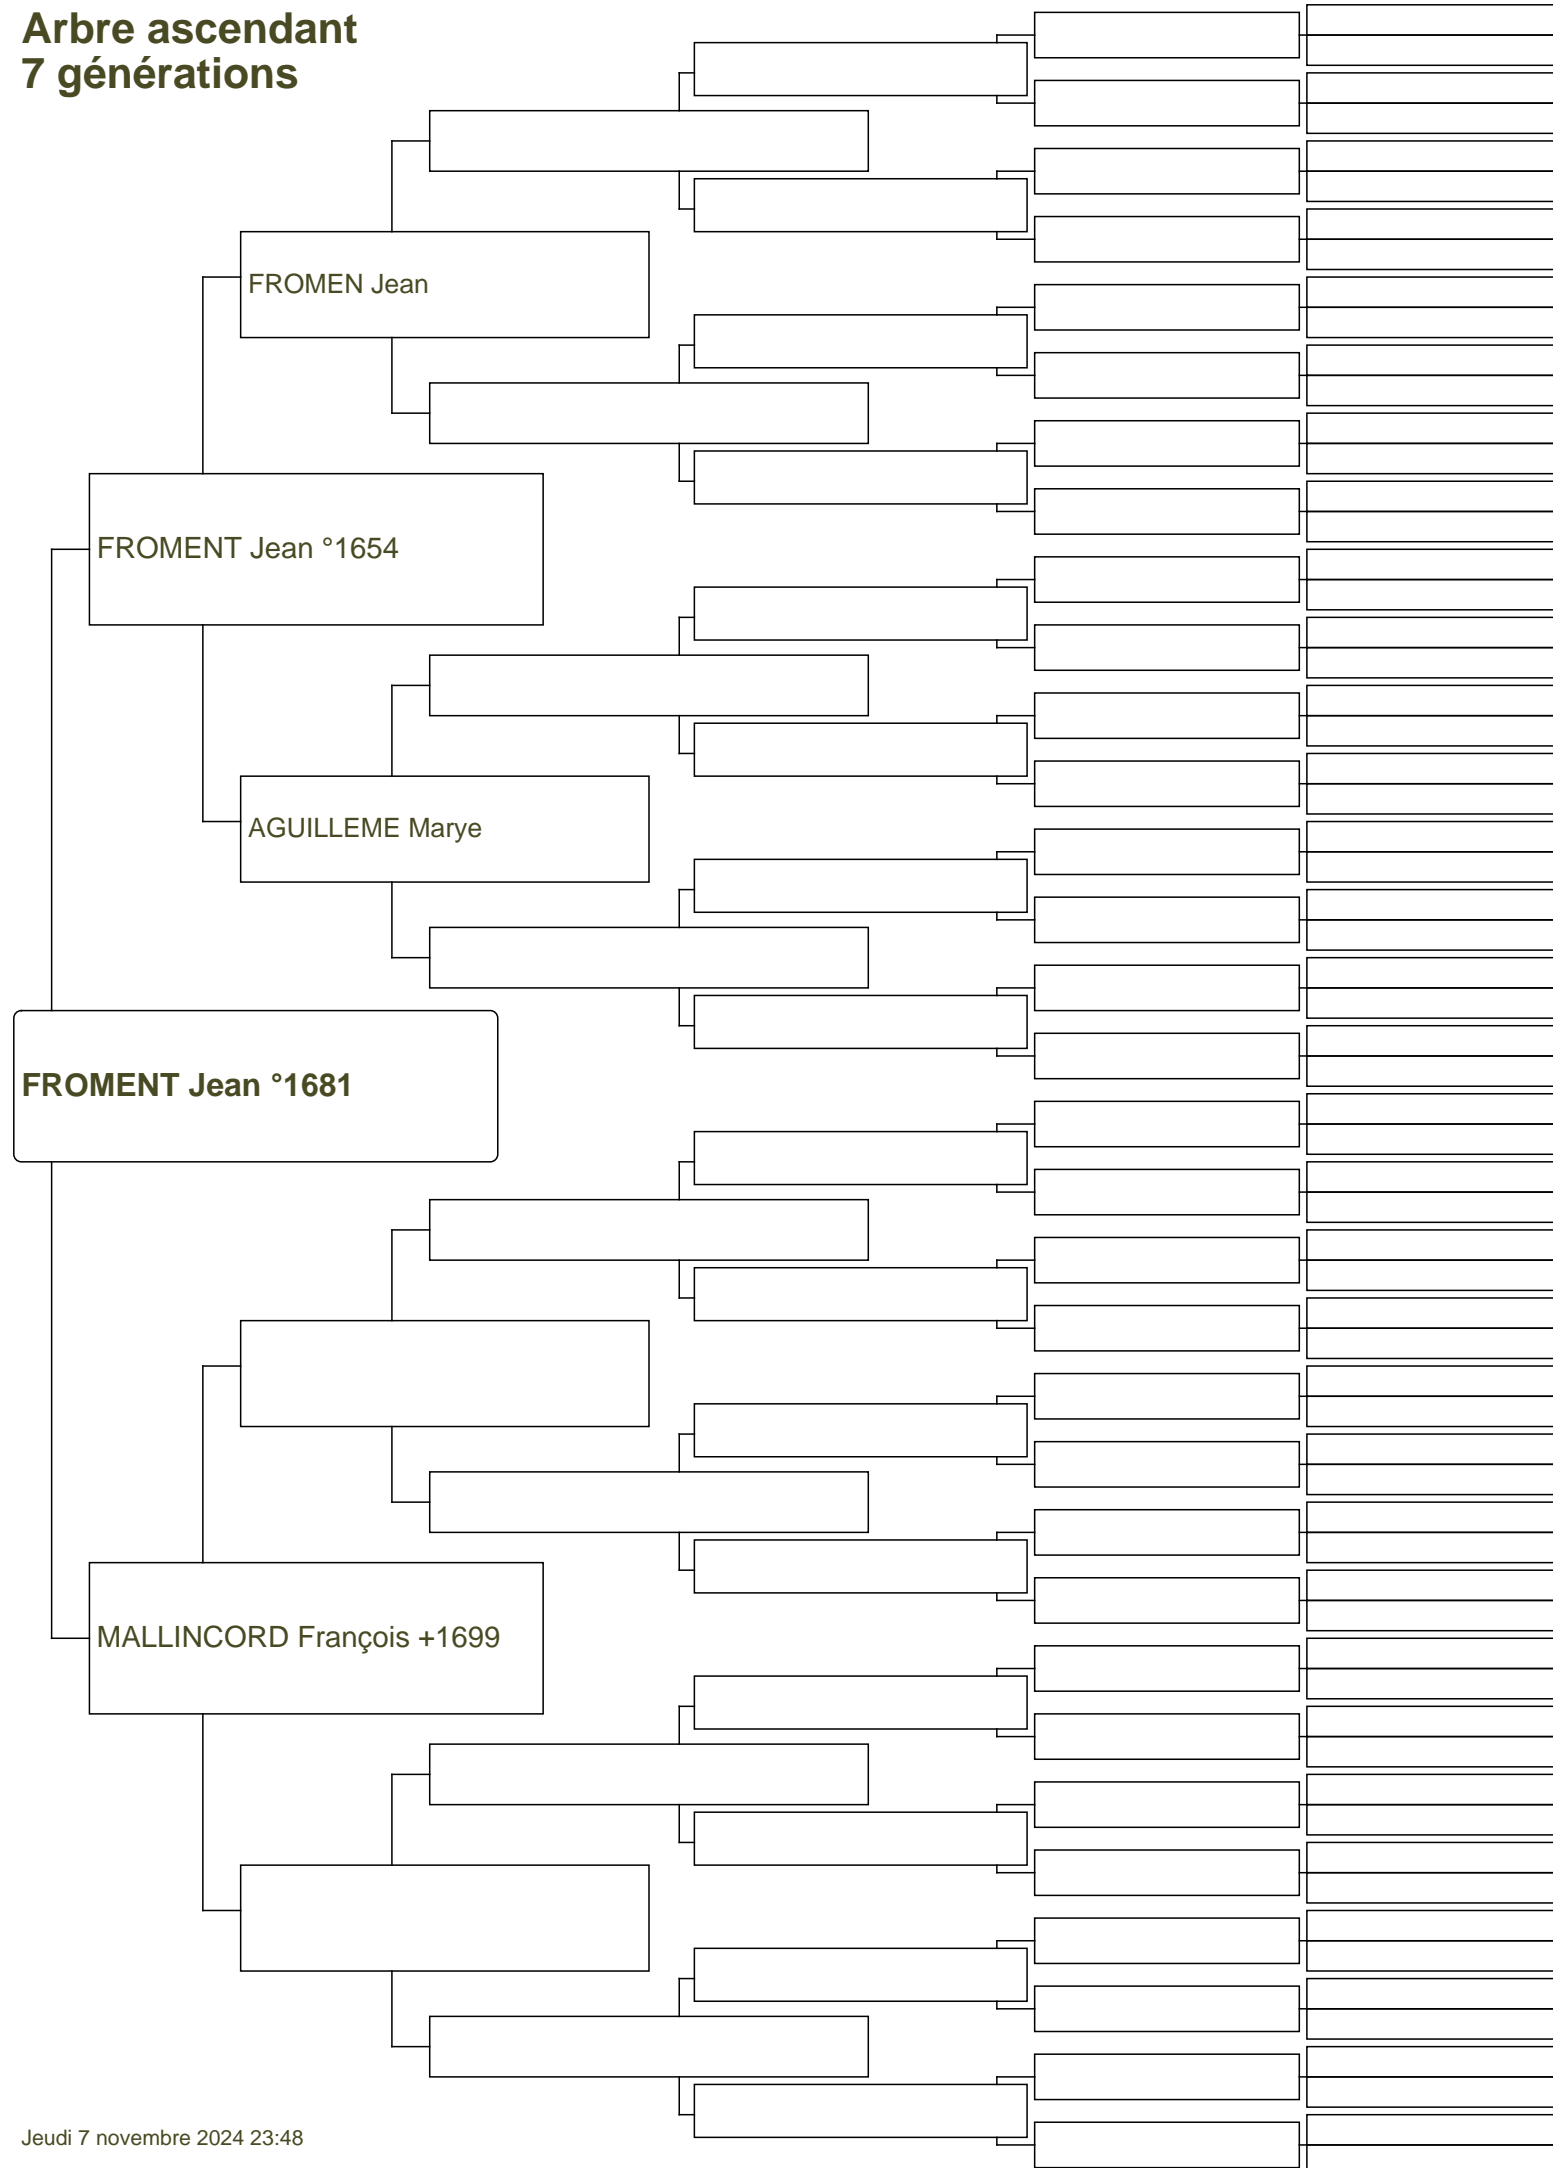 Arbre ascendant
7 générations
FROMEN Jean
FROMENT Jean °1654
AGUILLEME Marye
FROMENT Jean °1681
MALLINCORD François +1699
Jeudi 7 novembre 2024 23:48